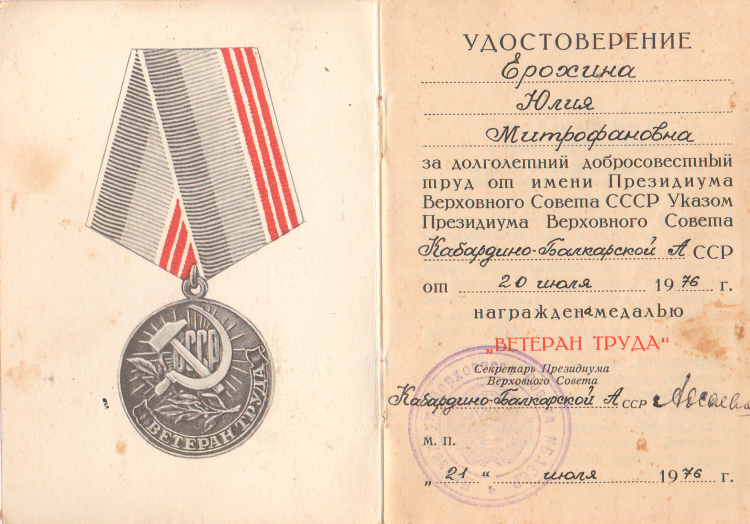 СССР
ВЕТЕРАН ТРУДА
УДОСТОВЕРЕНИЕ
Ерохина
Юлия
Митрофановна
за долголетний добросовестный
труд от имени Президиума
Верховного Совета СССР Указом
Президиума Верховного Совета
Кабардино-Балкарской АССР
от 20 июля 1976 г.
награждена медалью
„ВЕТЕРАН ТРУДА“
Секретарь Президиума
Верховного Совета
Кабардино-Балкарской АССР
М. П.
„21“ июля 1976 г.